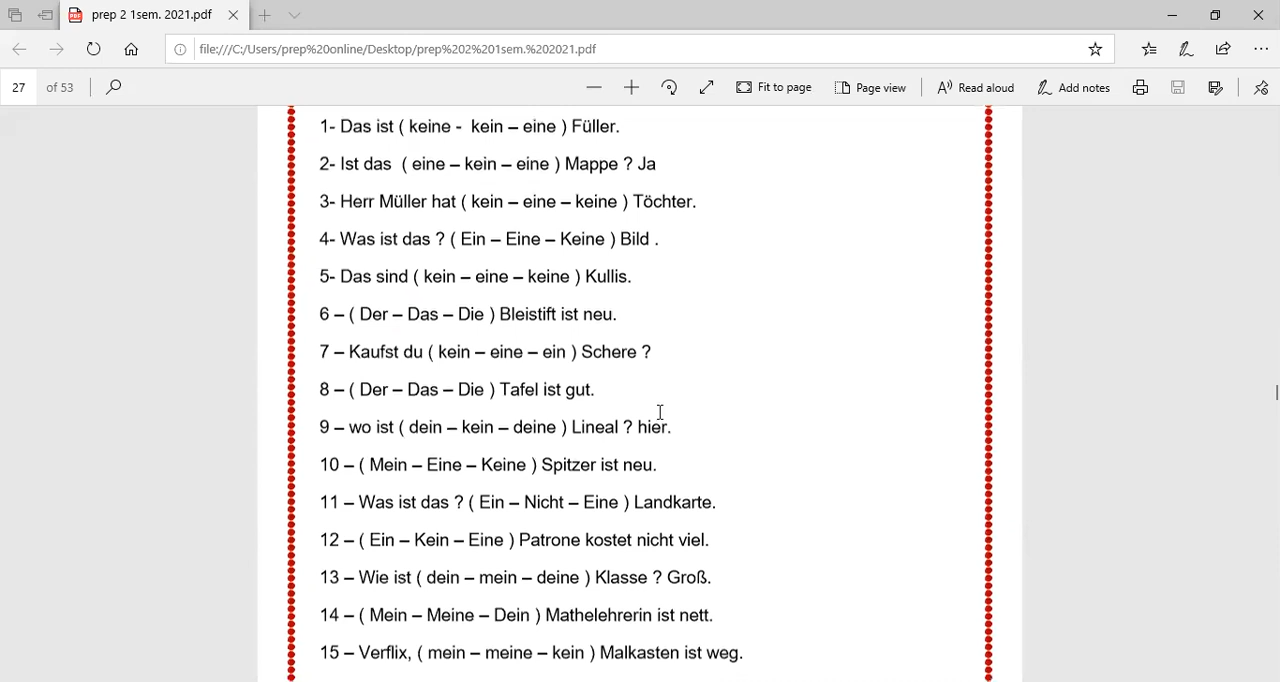 prep 2 1sem. 2021.pdf
file:///C:/Users/prep%20online/Desktop/prep%202%201sem.%202021.pdf
27 of 53 Fit to page Page view Read aloud Add notes
1- Das ist ( keine - kein – eine ) Füller.
2- Ist das ( eine – kein – eine ) Mappe ? Ja
3- Herr Müller hat ( kein – eine – keine ) Töchter.
4- Was ist das ? ( Ein – Eine – Keine ) Bild .
5- Das sind ( kein – eine – keine ) Kullis.
6 – ( Der – Das – Die ) Bleistift ist neu.
7 – Kaufst du ( kein – eine – ein ) Schere ?
8 – ( Der – Das – Die ) Tafel ist gut.
9 – wo ist ( dein – kein – deine ) Lineal ? hier.
10 – ( Mein – Eine – Keine ) Spitzer ist neu.
11 – Was ist das ? ( Ein – Nicht – Eine ) Landkarte.
12 – ( Ein – Kein – Eine ) Patrone kostet nicht viel.
13 – Wie ist ( dein – mein – deine ) Klasse ? Groß.
14 – ( Mein – Meine – Dein ) Mathelehrerin ist nett.
15 – Verflix, ( mein – meine – kein ) Malkasten ist weg.